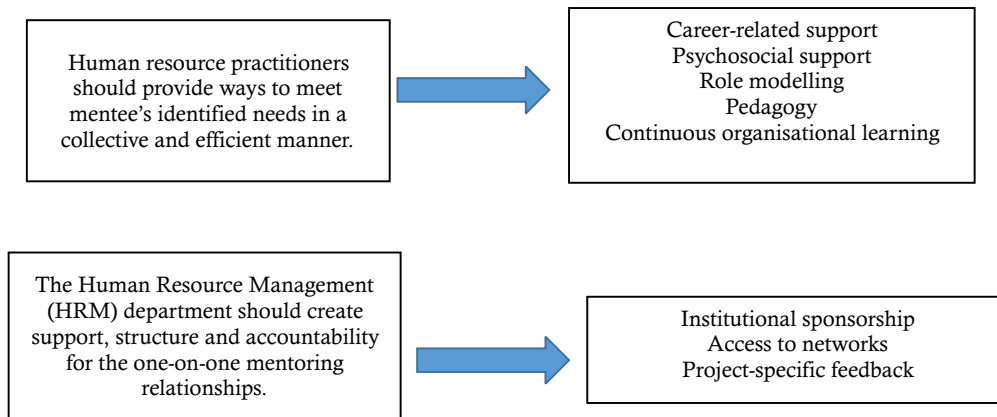 Human resource practitioners
should provide ways to meet
mentee's identified needs in a
collective and efficient manner.
Career-related support
Psychosocial support
Role modelling
Pedagogy
Continuous organisational learning
The Human Resource Management
(HRM) department should create
support, structure and accountability
for the one-on-one mentoring
relationships.
Institutional sponsorship
Access to networks
Project-specific feedback